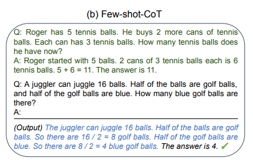 (b) Few-shot-CoT
Q: Roger has 5 tennis balls. He buys 2 more cans of tennis
balls. Each can has 3 tennis balls. How many tennis balls does
he have now?
A: Roger started with 5 balls. 2 cans of 3 tennis balls each is 6
tennis balls. 5 + 6 = 11. The answer is 11.
Q: A juggler can juggle 16 balls. Half of the balls are golf balls,
and half of the golf balls are blue. How many blue golf balls are
there?
A:
(Output) The juggler can juggle 16 balls. Half of the balls are golf
balls. So there are 16 / 2 = 8 golf balls. Half of the golf balls are
blue. So there are 8 / 2 = 4 blue golf balls. The answer is 4. ✓